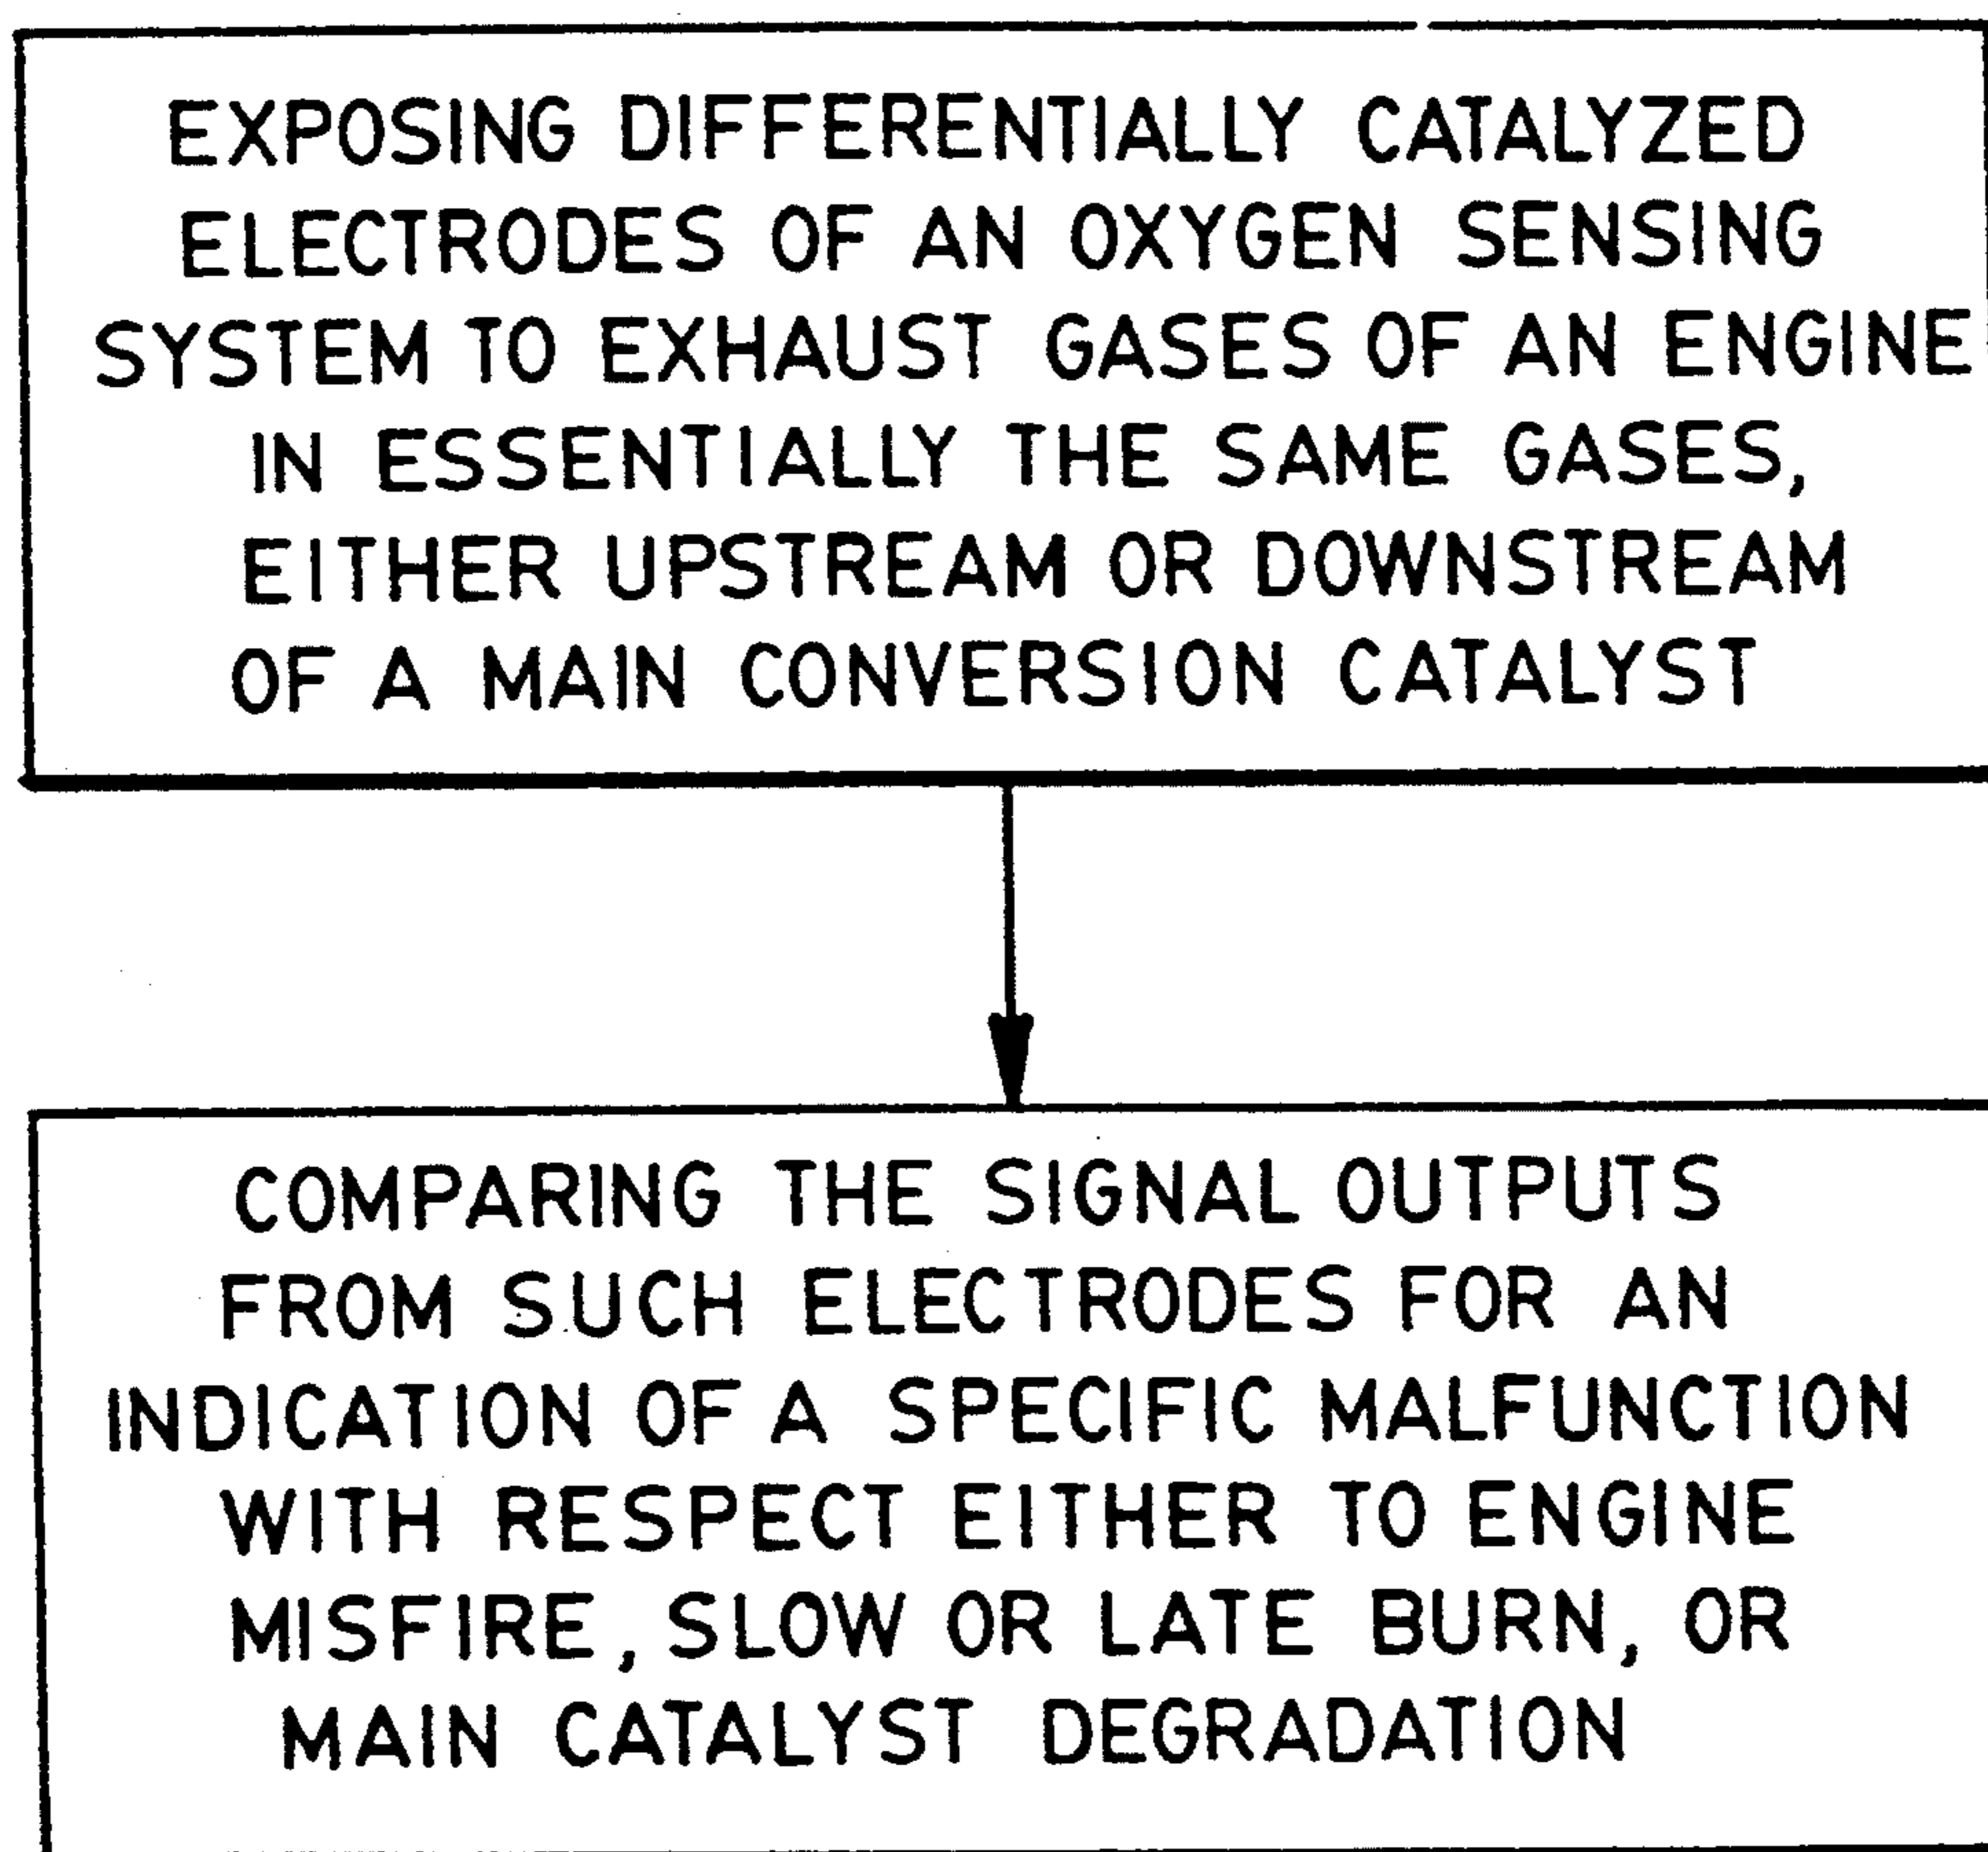 EXPOSING DIFFERENTIALLY CATALYZED
ELECTRODES OF AN OXYGEN SENSING
SYSTEM TO EXHAUST GASES OF AN ENGINE
IN ESSENTIALLY THE SAME GASES,
EITHER UPSTREAM OR DOWNSTREAM
OF A MAIN CONVERSION CATALYST
COMPARING THE SIGNAL OUTPUTS
FROM SUCH ELECTRODES FOR AN
INDICATION OF A SPECIFIC MALFUNCTION
WITH RESPECT EITHER TO ENGINE
MISFIRE, SLOW OR LATE BURN, OR
MAIN CATALYST DEGRADATION